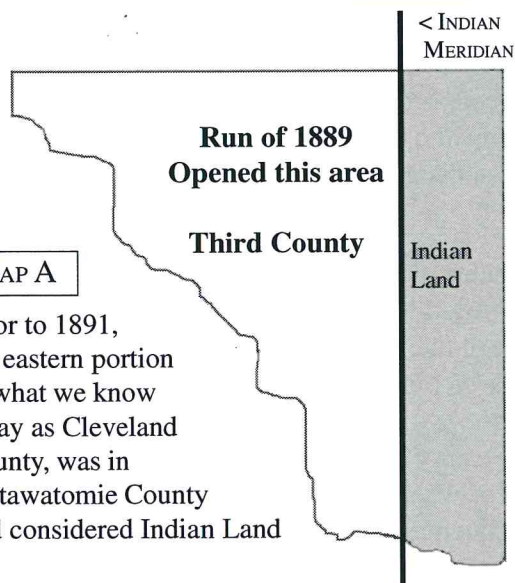 < INDIAN
MERIDIAN
Run of 1889
Opened this area
Third County
Indian
Land
AP A
or to 1891,
eastern portion
what we know
ay as Cleveland
unty, was in
tawatomie County
l considered Indian Land